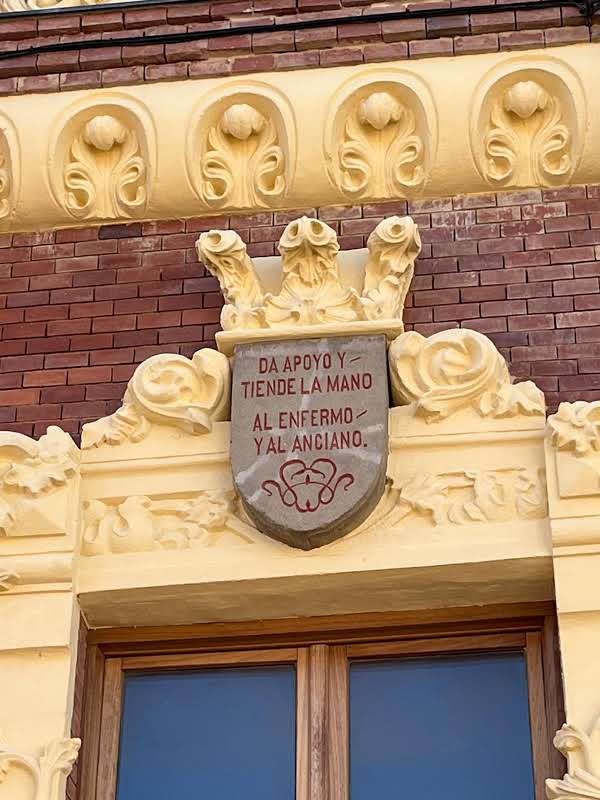 DA APOYO Y –
TIENDE LA MANO
AL ENFERMO –
Y AL ANCIANO.